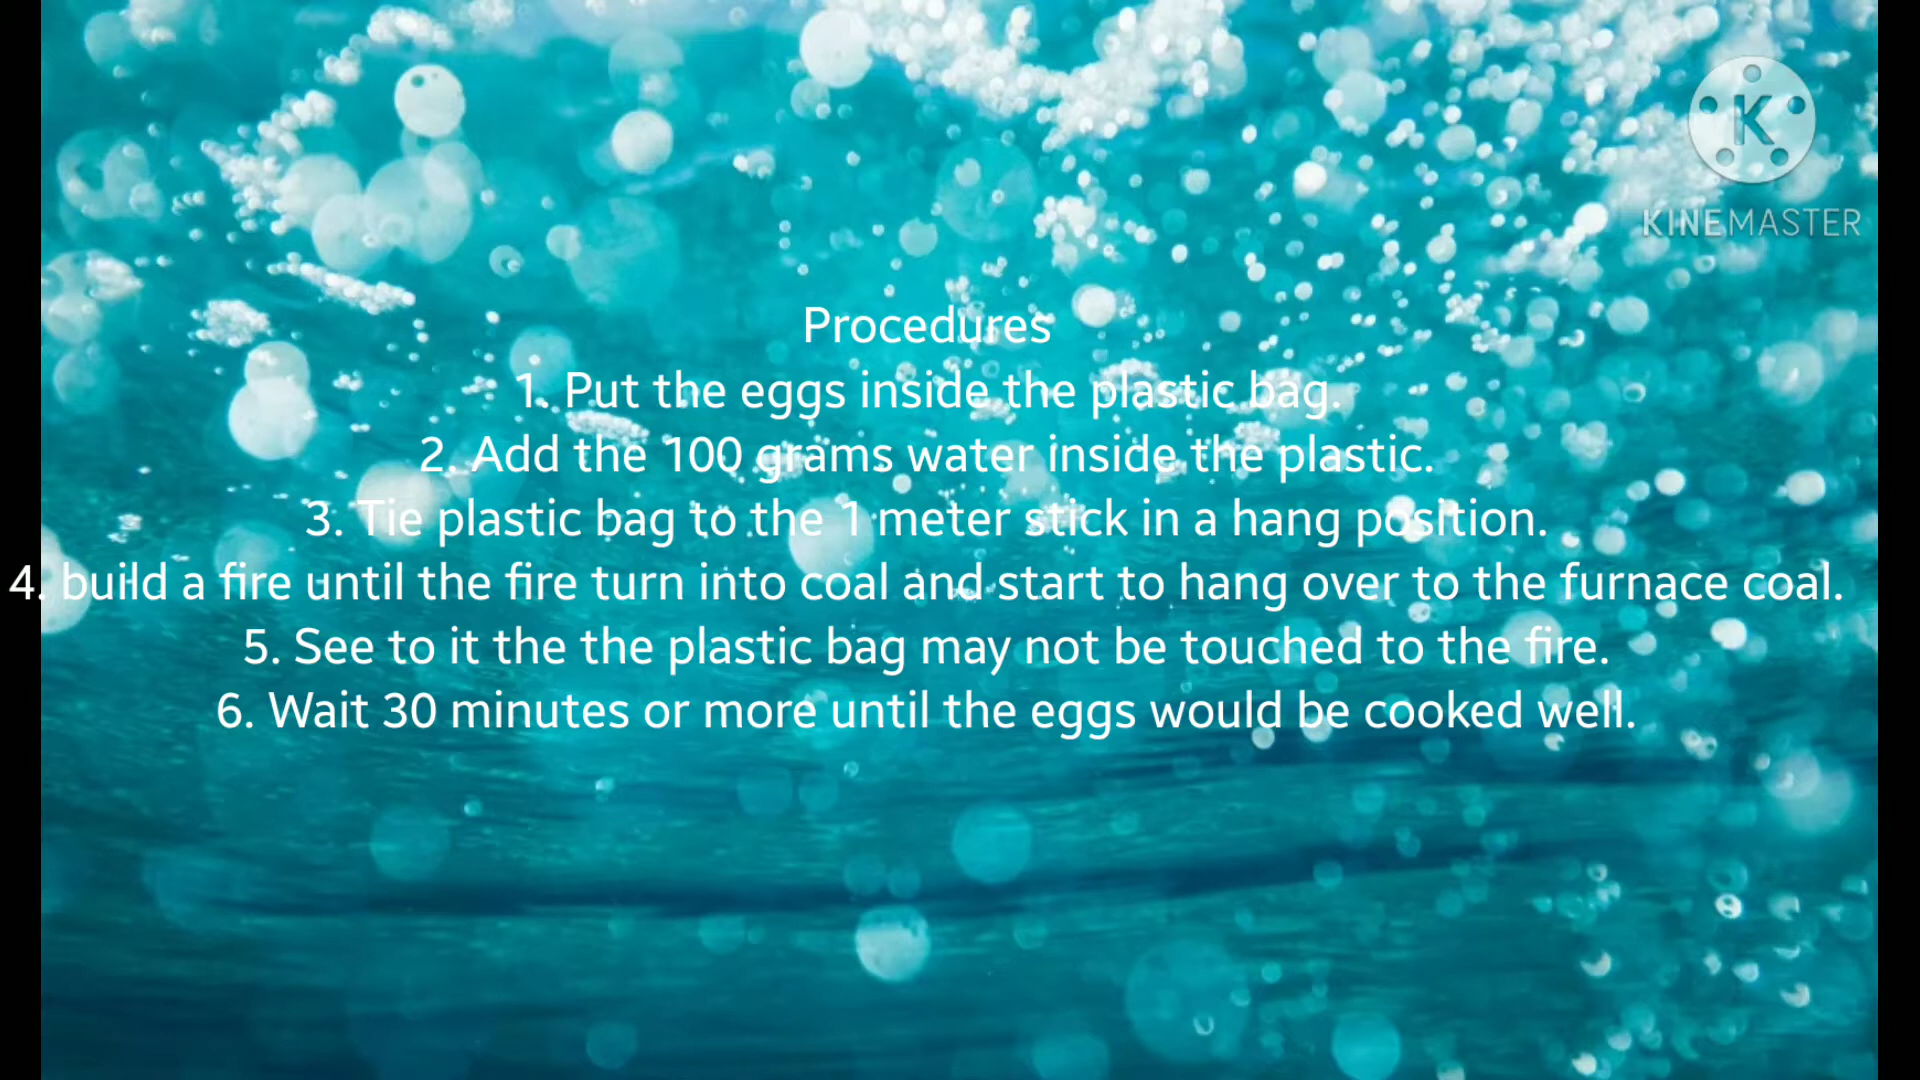 K
KINEMASTER
Procedures
1. Put the eggs inside the plastic bag.
2. Add the 100 grams water inside the plastic.
3. Tie plastic bag to the 1 meter stick in a hang position.
4. build a fire until the fire turn into coal and start to hang over to the furnace coal.
5. See to it the the plastic bag may not be touched to the fire.
6. Wait 30 minutes or more until the eggs would be cooked well.